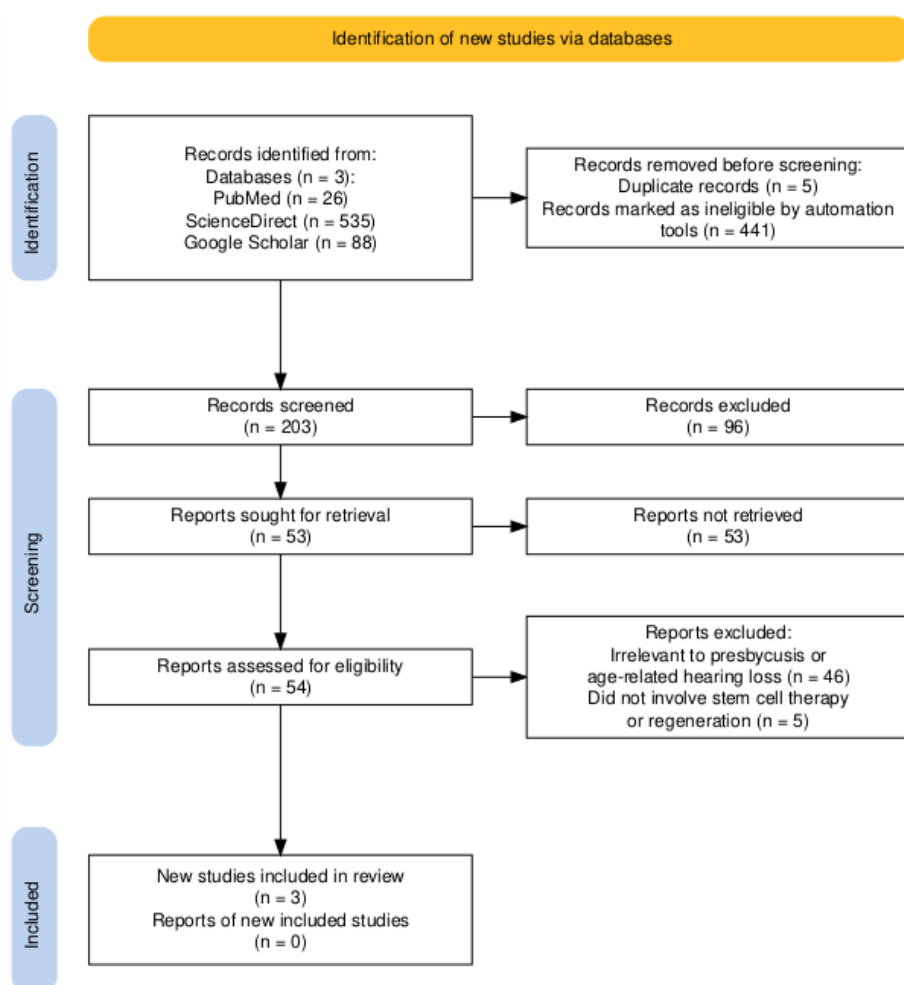 Identification of new studies via databases
Identification
Records identified from:
Databases (n = 3):
PubMed (n = 26)
ScienceDirect (n = 535)
Google Scholar (n = 88)
Records removed before screening:
Duplicate records (n = 5)
Records marked as ineligible by automation
tools (n = 441)
Screening
Records screened
(n = 203)
Records excluded
(n = 96)
Reports sought for retrieval
(n = 53)
Reports not retrieved
(n = 53)
Reports assessed for eligibility
(n = 54)
Reports excluded:
Irrelevant to presbycusis or
age-related hearing loss (n = 46)
Did not involve stem cell therapy
or regeneration (n = 5)
Included
New studies included in review
(n = 3)
Reports of new included studies
(n = 0)